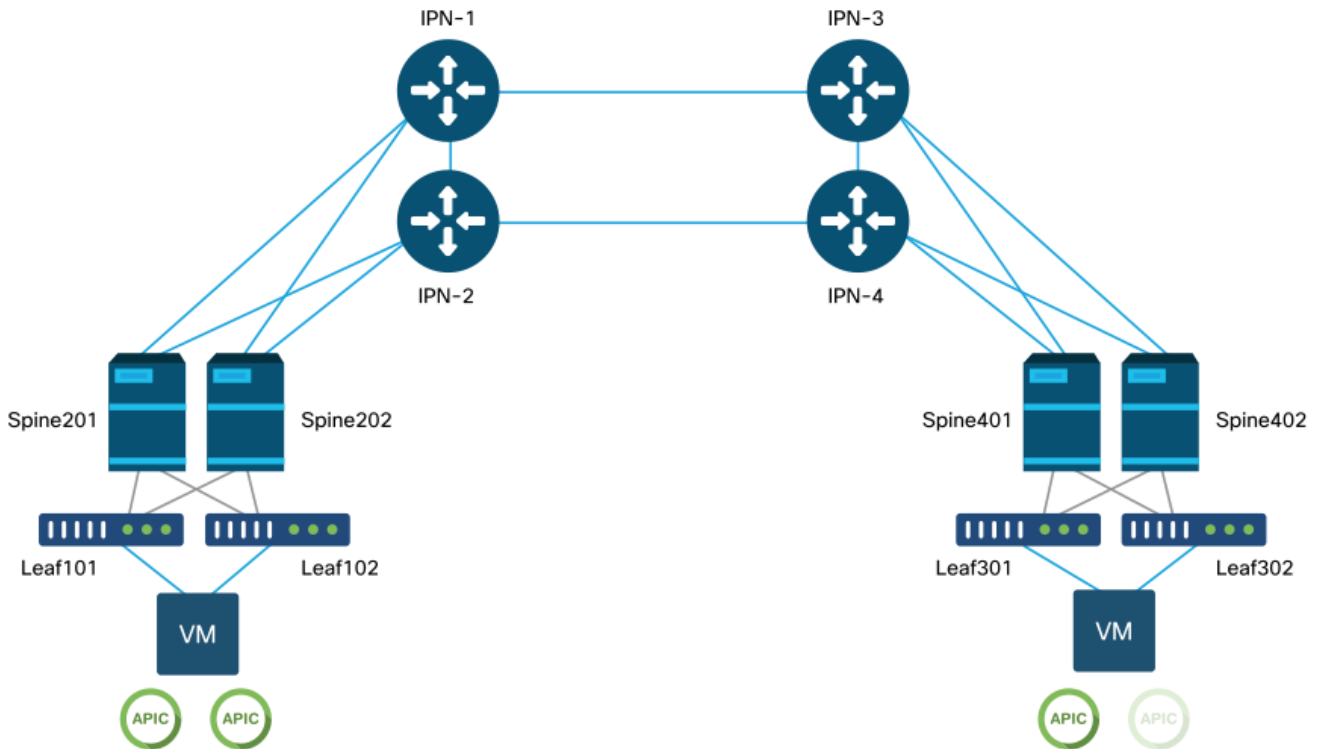 IPN-1
IPN-3
IPN-2
IPN-4
Spine201
Spine202
Spine401
Spine402
Leaf101
Leaf102
Leaf301
Leaf302
VM
VM
APIC
APIC
APIC
APIC